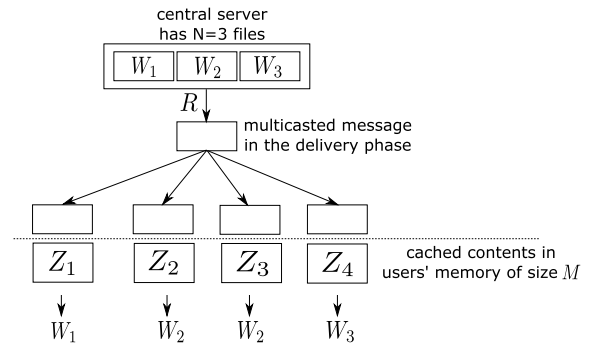 central server
has N=3 files
W₁ W₂ W₃
R
multicasted message
in the delivery phase
Z₁ Z₂ Z₃ Z₄
cached contents in
users' memory of size M
W₁ W₂ W₂ W₃